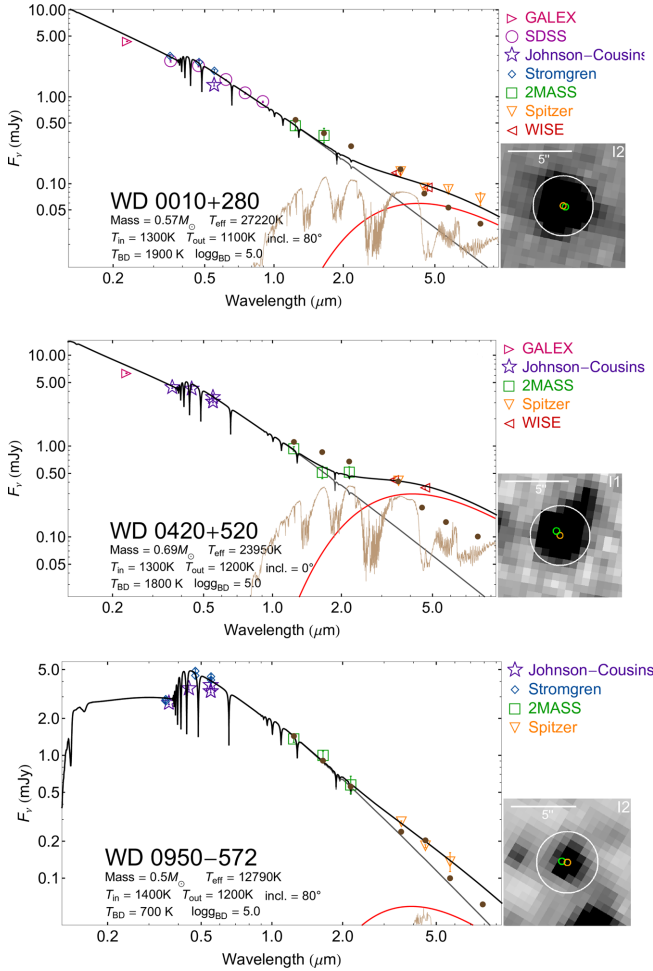 10.00
5.00
1.00
0.50
0.10
0.05
Fν (mJy)
WD 0010+280
Mass = 0.57M☉ Teff = 27220K
Tin = 1300K Tout = 1100K incl. = 80°
TBD = 1900 K loggBD = 5.0
0.2 0.5 1.0 2.0 5.0
Wavelength (μm)
GALEX
SDSS
Johnson−Cousins
Stromgren
2MASS
Spitzer
WISE
I2
5"
10.00
5.00
1.00
0.50
0.10
0.05
Fν (mJy)
WD 0420+520
Mass = 0.69M☉ Teff = 23950K
Tin = 1300K Tout = 1200K incl. = 0°
TBD = 1800 K loggBD = 5.0
0.2 0.5 1.0 2.0 5.0
Wavelength (μm)
GALEX
Johnson−Cousins
2MASS
Spitzer
WISE
I1
5"
5.0
2.0
1.0
0.5
0.2
0.1
Fν (mJy)
WD 0950−572
Mass = 0.5M☉ Teff = 12790K
Tin = 1400K Tout = 1200K incl. = 80°
TBD = 700 K loggBD = 5.0
0.2 0.5 1.0 2.0 5.0
Wavelength (μm)
Johnson−Cousins
Stromgren
2MASS
Spitzer
I2
5"